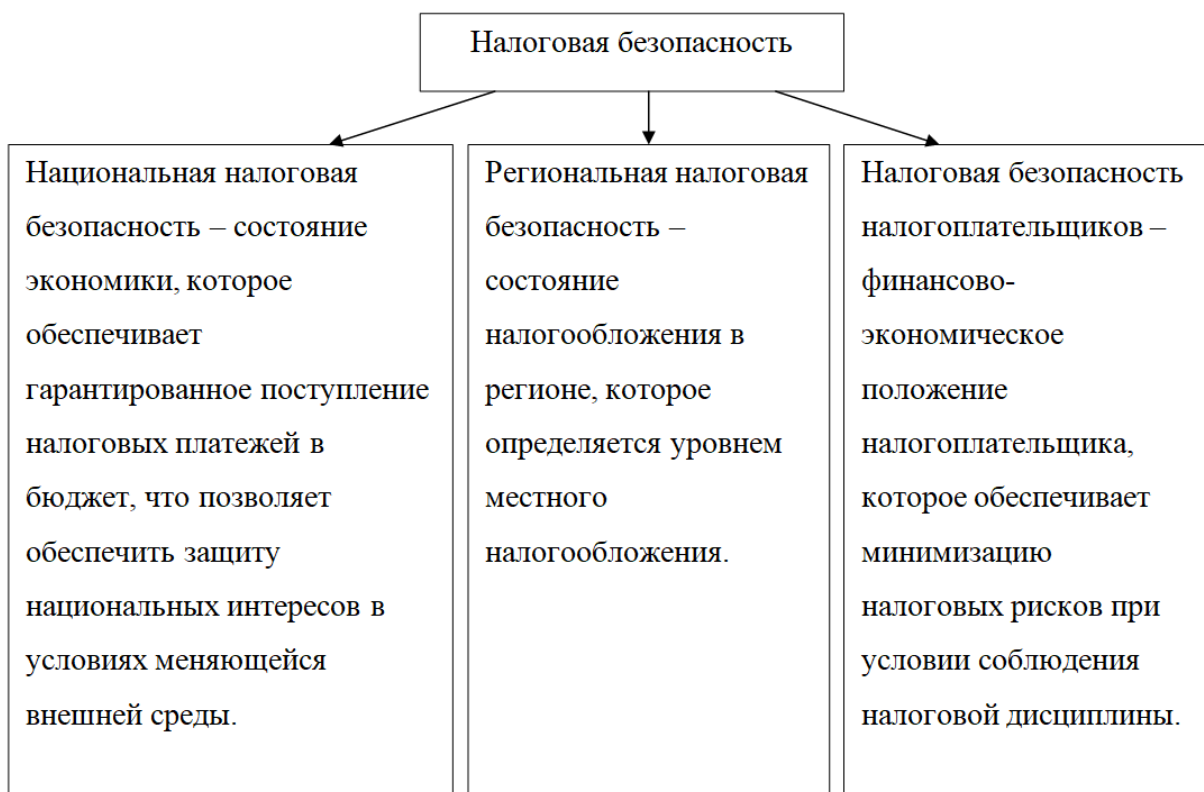 Налоговая безопасность
Национальная налоговая
безопасность – состояние
экономики, которое
обеспечивает
гарантированное поступление
налоговых платежей в
бюджет, что позволяет
обеспечить защиту
национальных интересов в
условиях меняющейся
внешней среды.
Региональная налоговая
безопасность –
состояние
налогообложения в
регионе, которое
определяется уровнем
местного
налогообложения.
Налоговая безопасность
налогоплательщиков –
финансово-
экономическое
положение
налогоплательщика,
которое обеспечивает
минимизацию
налоговых рисков при
условии соблюдения
налоговой дисциплины.